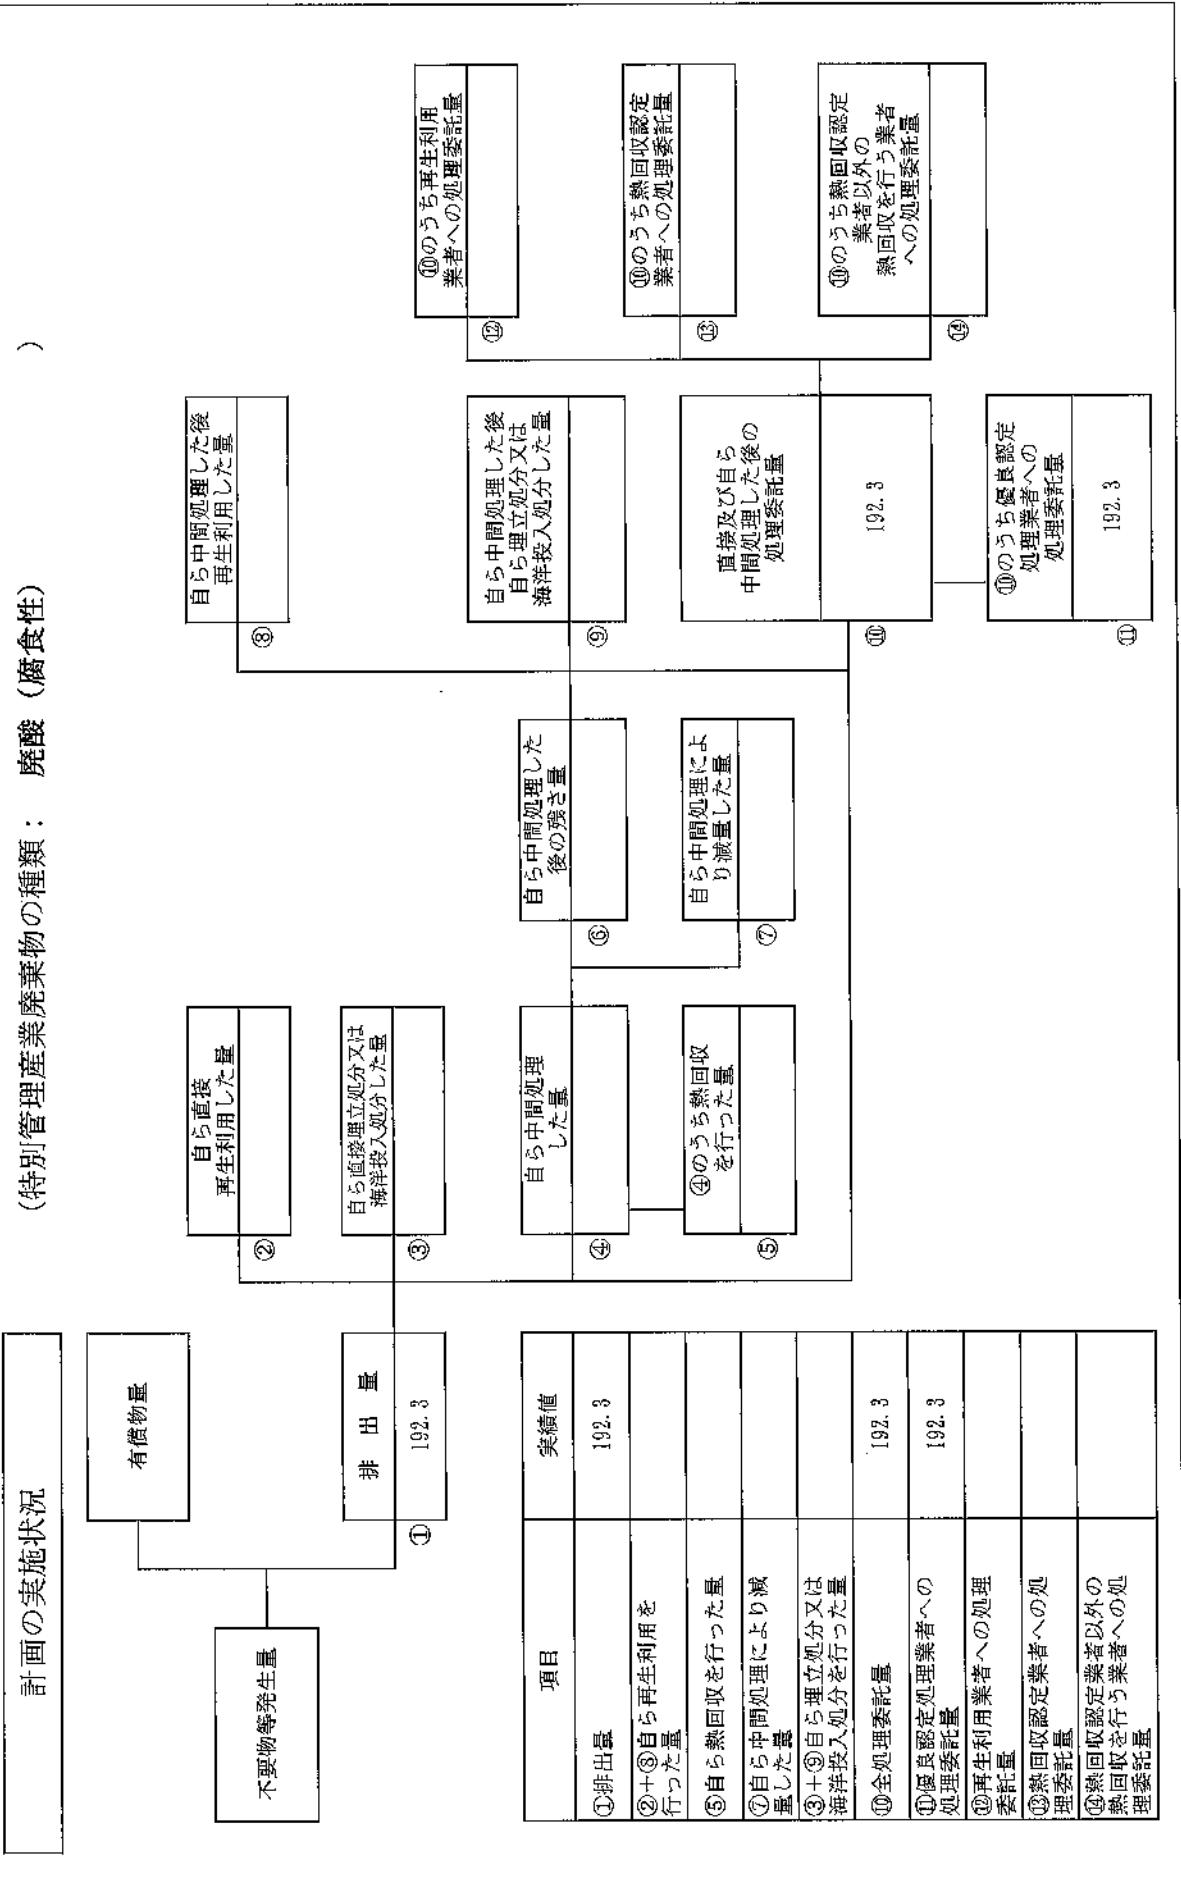 計画の実施状況
(特別管理産業廃棄物の種類： 廃酸（腐食性） )
不要物等発生量
有償物量
排出量
①
192.3
自ら直接
再生利用した量
②
自ら直接埋立処分又は
海洋投入処分した量
③
自ら中間処理
した量
④
④のうち熱回収
を行った量
⑤
自ら中間処理した
後の残さ量
⑥
自ら中間処理によ
り減量した量
⑦
自ら中間処理した後
再生利用した量
⑧
自ら中間処理した後
自ら埋立処分又は
海洋投入処分した量
⑨
直接及び自ら
中間処理した後の
処理委託量
192.3
⑩
⑩のうち優良認定
処理業者への
処理委託量
192.3
⑪
⑩のうち再生利用
業者への処理委託量
⑫
⑩のうち熱回収認定
業者への処理委託量
⑬
⑩のうち熱回収認定
業者以外の
熱回収を行う業者
への処理委託量
⑭
項目 実績値
①排出量 192.3
②＋⑧自ら再生利用を
行った量
⑤自ら熱回収を行った量
⑦自ら中間処理により減
量した量
③＋⑨自ら埋立処分又は
海洋投入処分を行った量
⑩全処理委託量 192.3
⑪優良認定処理業者への
処理委託量 192.3
⑫再生利用業者への処理
委託量
⑬熱回収認定業者への処
理委託量
⑭熱回収認定業者以外の
熱回収を行う業者への処
理委託量